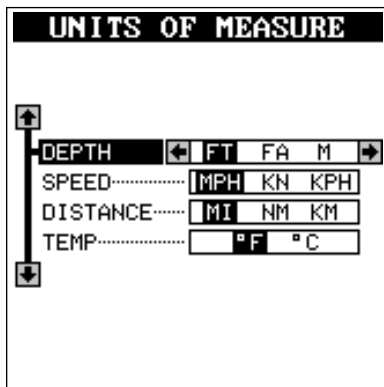 UNITS OF MEASURE
DEPTH FT FA M
SPEED MPH KN KPH
DISTANCE MI NM KM
TEMP °F °C